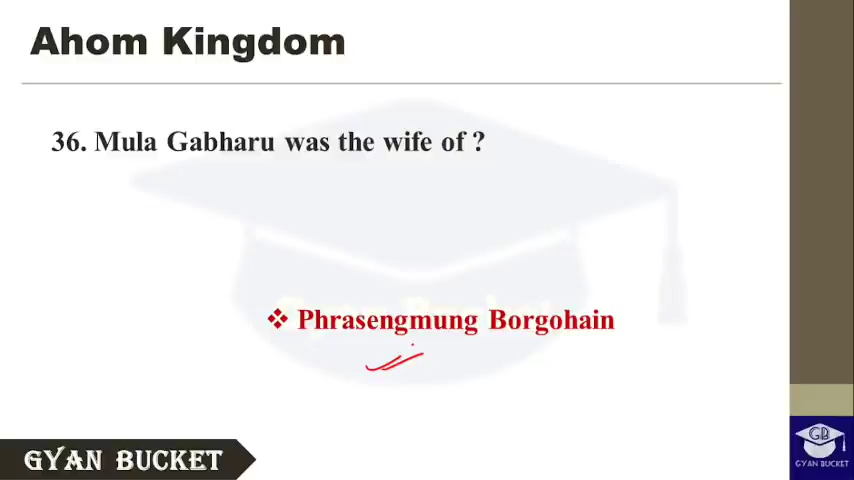 Ahom Kingdom
36. Mula Gabharu was the wife of ?
❖ Phrasengmung Borgohain
GYAN BUCKET
GB
GYAN BUCKET